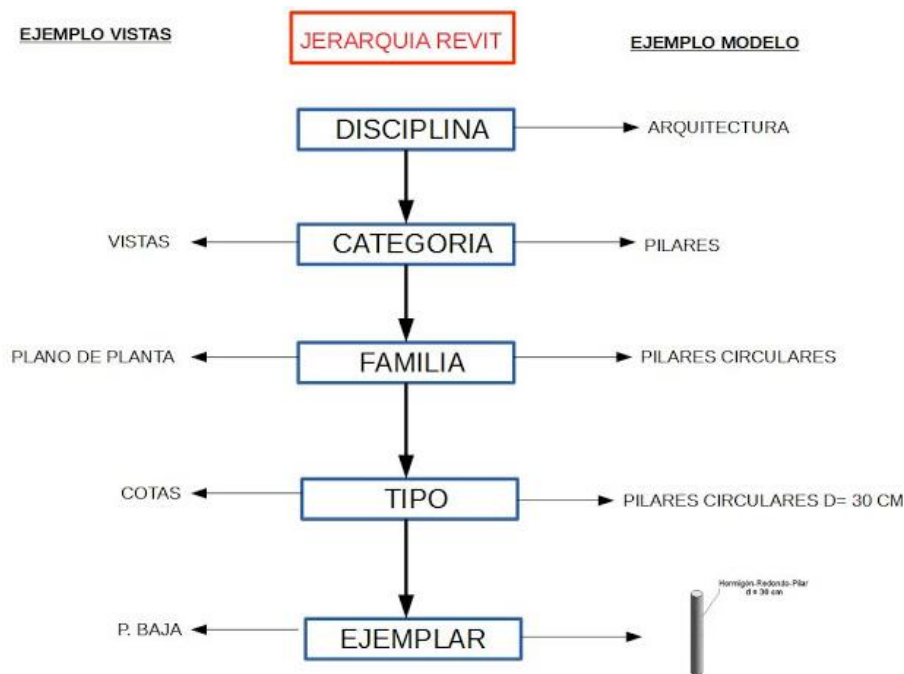 EJEMPLO VISTAS
JERARQUIA REVIT
EJEMPLO MODELO
DISCIPLINA
ARQUITECTURA
VISTAS
CATEGORIA
PILARES
PLANO DE PLANTA
FAMILIA
PILARES CIRCULARES
COTAS
TIPO
PILARES CIRCULARES D= 30 CM
Hormigón-Redondo-Pilar
d = 30 cm
P. BAJA
EJEMPLAR